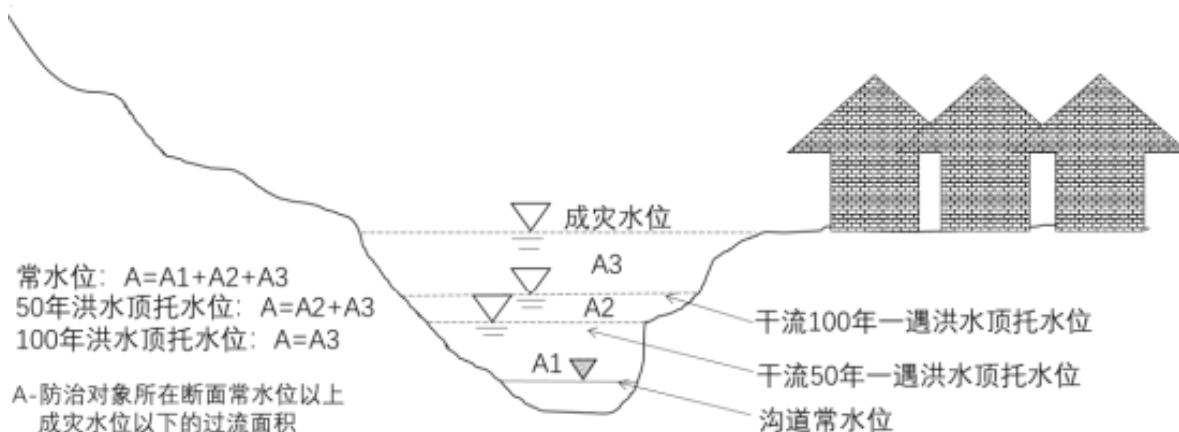 成灾水位
A3
常水位：A=A1+A2+A3
50年洪水顶托水位：A=A2+A3
100年洪水顶托水位：A=A3
A2
干流100年一遇洪水顶托水位
A1
干流50年一遇洪水顶托水位
A-防治对象所在断面常水位以上
成灾水位以下的过流面积
沟道常水位